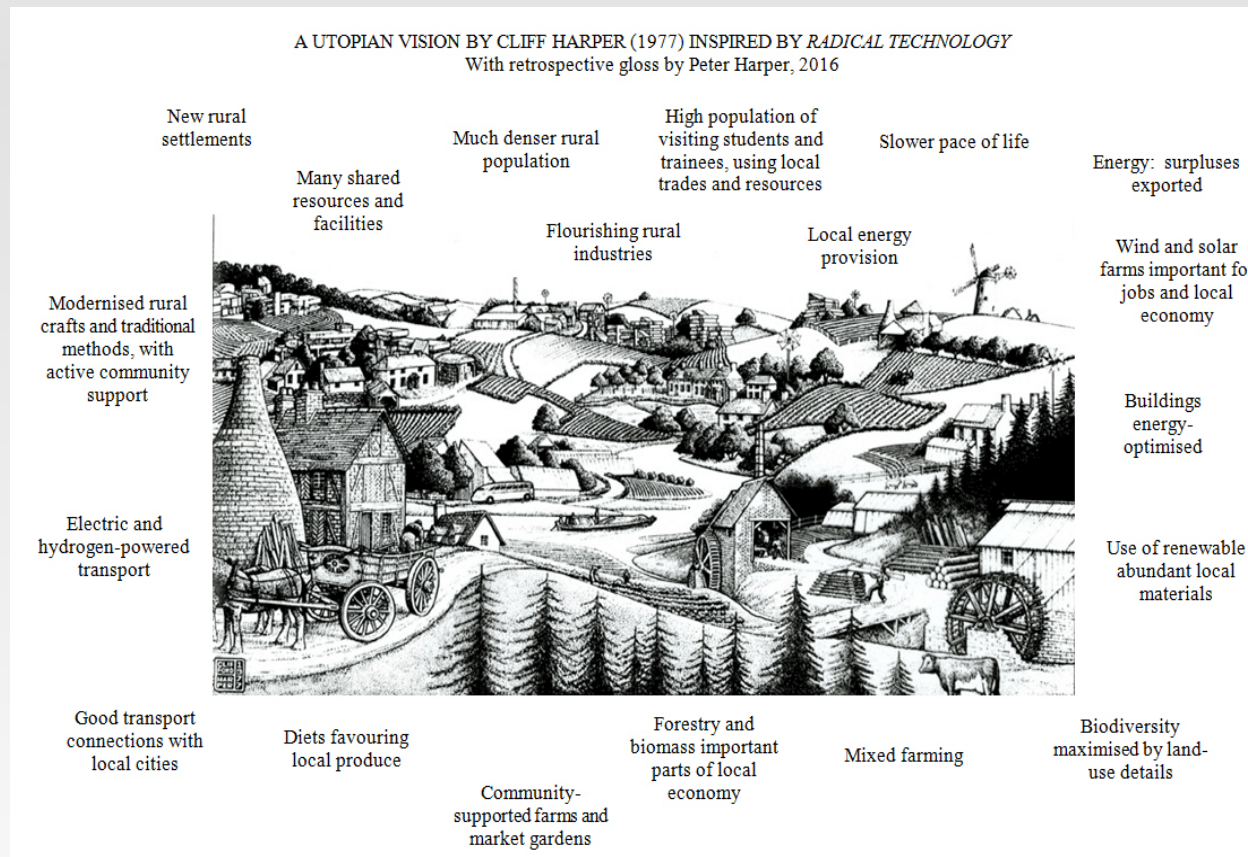 A UTOPIAN VISION BY CLIFF HARPER (1977) INSPIRED BY RADICAL TECHNOLOGY
With retrospective gloss by Peter Harper, 2016
New rural
settlements
Many shared
resources and
facilities
Much denser rural
population
High population of
visiting students and
trainees, using local
trades and resources
Slower pace of life
Energy: surpluses
exported
Flourishing rural
industries
Local energy
provision
Wind and solar
farms important fo
jobs and local
economy
Modernised rural
crafts and traditional
methods, with
active community
support
Buildings
energy-
optimised
Electric and
hydrogen-powered
transport
Use of renewable
abundant local
materials
Good transport
connections with
local cities
Diets favouring
local produce
Community-
supported farms and
market gardens
Forestry and
biomass important
parts of local
economy
Mixed farming
Biodiversity
maximised by land-
use details